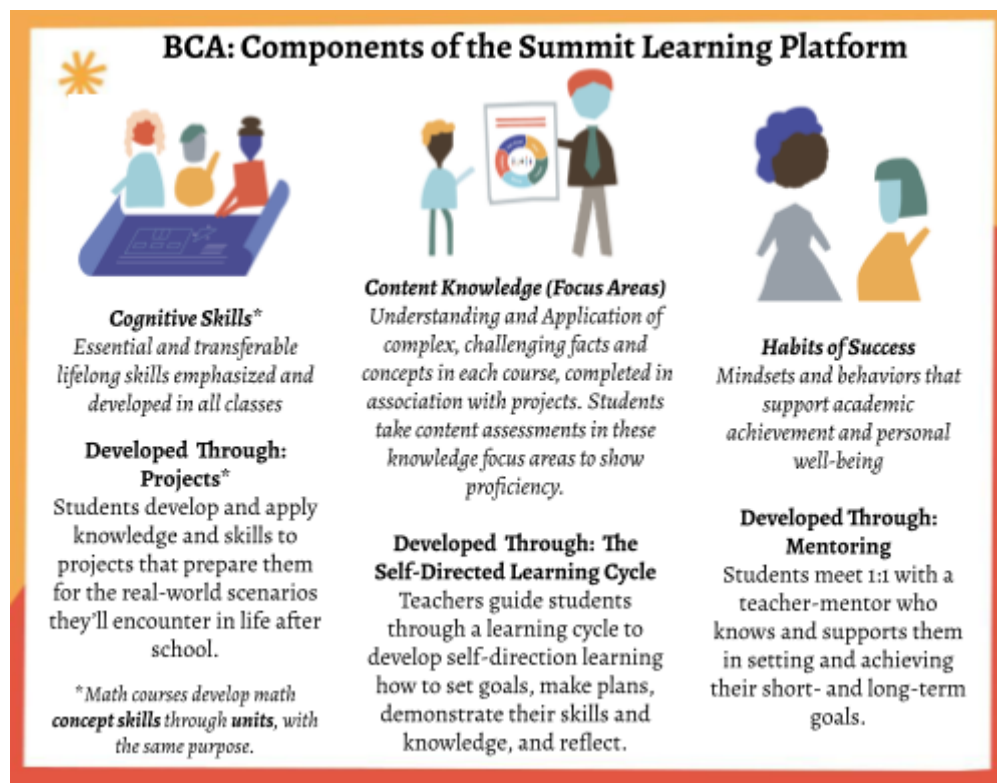 BCA: Components of the Summit Learning Platform
Cognitive Skills*
Essential and transferable
lifelong skills emphasized and
developed in all classes
Developed Through:
Projects*
Students develop and apply
knowledge and skills to
projects that prepare them
for the real-world scenarios
they'll encounter in life after
school.
*Math courses develop math
concept skills through units, with
the same purpose.
Content Knowledge (Focus Areas)
Understanding and Application of
complex, challenging facts and
concepts in each course, completed in
association with projects. Students
take content assessments in these
knowledge focus areas to show
proficiency.
Developed Through: The
Self-Directed Learning Cycle
Teachers guide students
through a learning cycle to
develop self-direction learning
how to set goals, make plans,
demonstrate their skills and
knowledge, and reflect.
Habits of Success
Mindsets and behaviors that
support academic
achievement and personal
well-being
Developed Through:
Mentoring
Students meet 1:1 with a
teacher-mentor who
knows and supports them
in setting and achieving
their short- and long-term
goals.